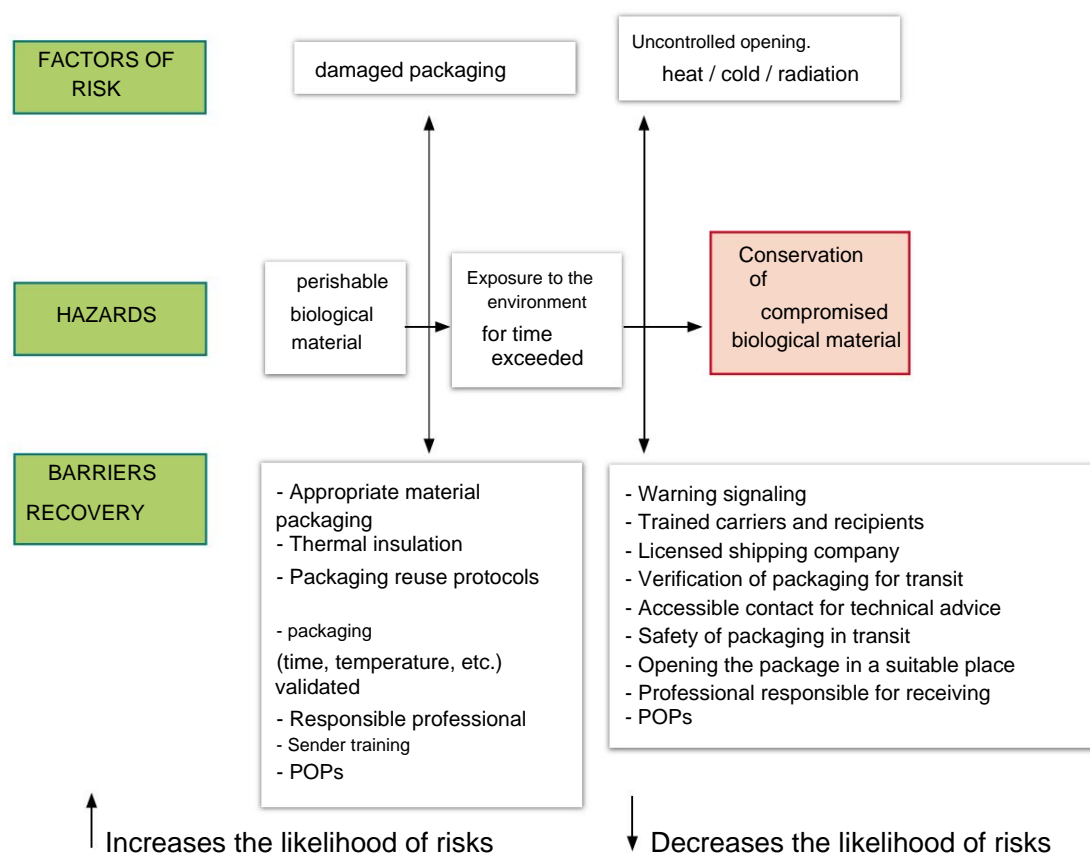 FACTORS OF
RISK
damaged packaging
Uncontrolled opening.
heat / cold / radiation
HAZARDS
perishable
biological
material
Exposure to the
environment
for time
exceeded
Conservation
of
compromised
biological material
BARRIERS
RECOVERY
- Appropriate material
packaging
- Thermal insulation
- Packaging reuse protocols
- packaging
(time, temperature, etc.)
validated
- Responsible professional
- Sender training
- POPs
- Warning signaling
- Trained carriers and recipients
- Licensed shipping company
- Verification of packaging for transit
- Accessible contact for technical advice
- Safety of packaging in transit
- Opening the package in a suitable place
- Professional responsible for receiving
- POPs
Increases the likelihood of risks
Decreases the likelihood of risks